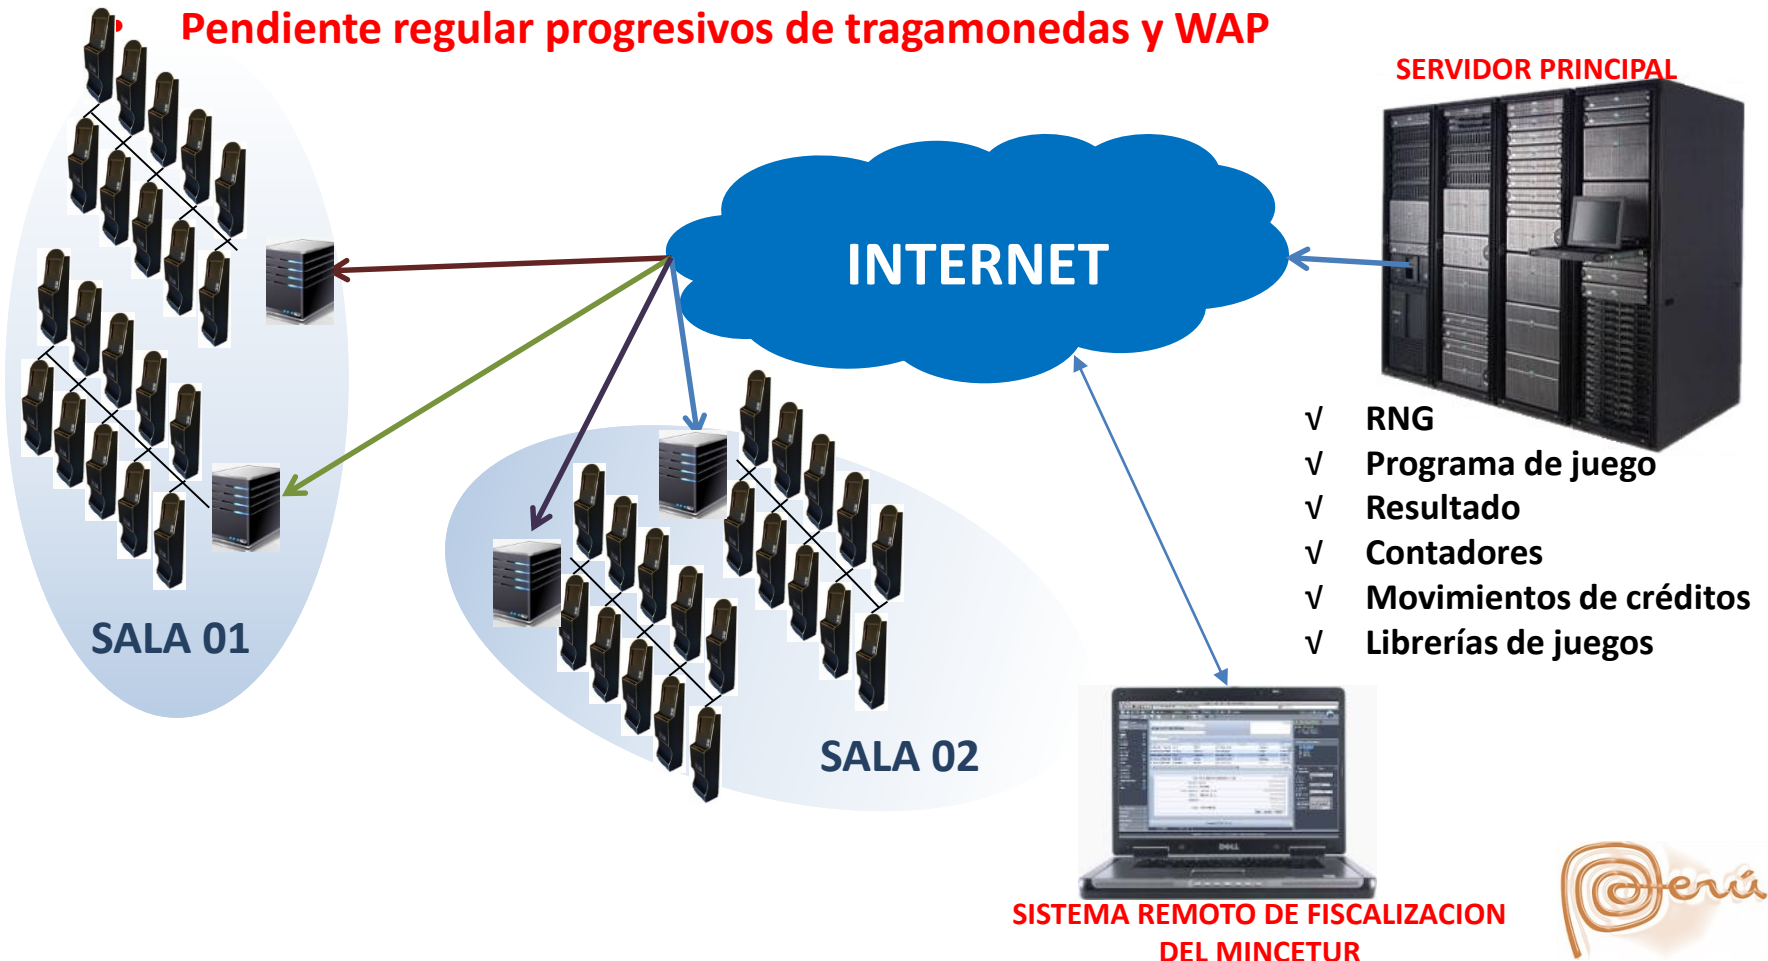 • Pendiente regular progresivos de tragamonedas y WAP
SERVIDOR PRINCIPAL
INTERNET
√ RNG
√ Programa de juego
√ Resultado
√ Contadores
√ Movimientos de créditos
√ Librerías de juegos
SALA 01
SALA 02
DELL
SISTEMA REMOTO DE FISCALIZACION
DEL MINCETUR
Perú